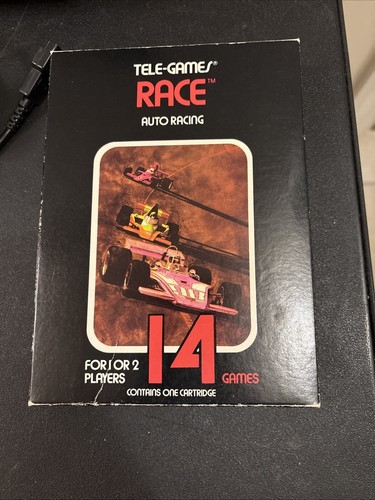 TELE-GAMES®
RACE™
AUTO RACING
FOR 1 OR 2
PLAYERS
14
GAMES
CONTAINS ONE CARTRIDGE